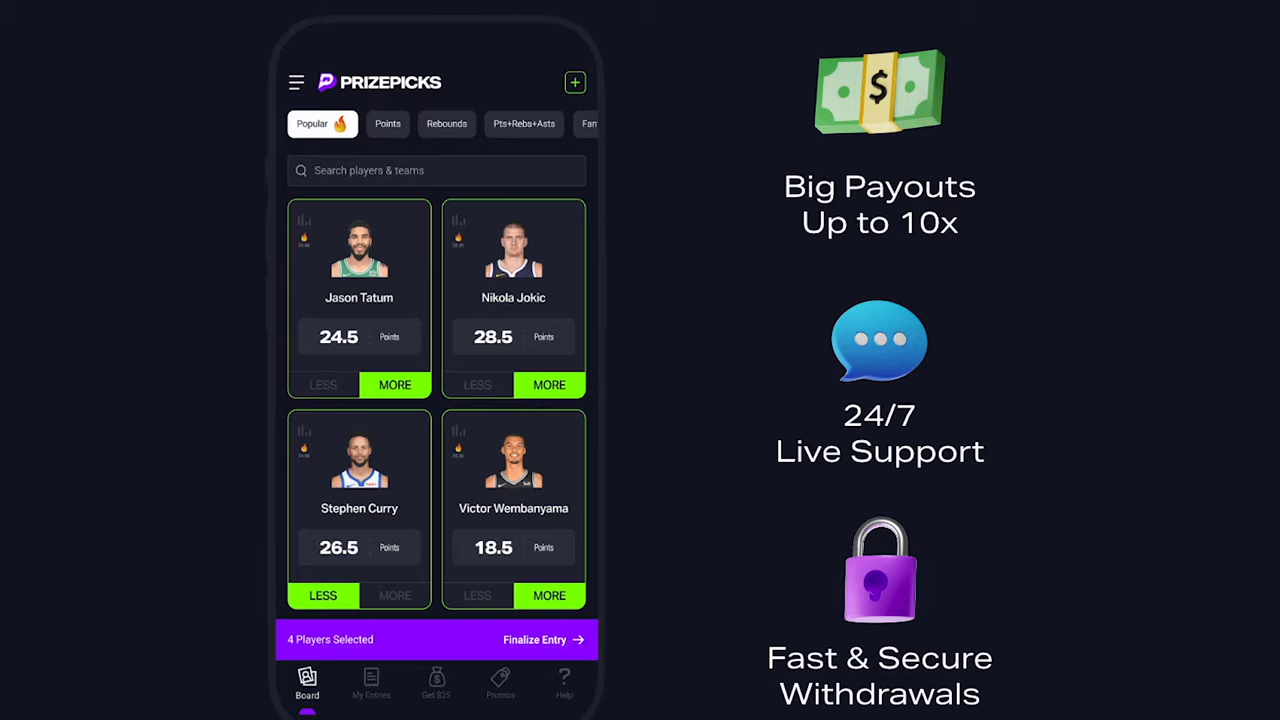 PRIZEPICKS
Popular
Points
Rebounds
Pts+Rebs+Asts
Fan
Search players & teams
Jason Tatum
24.5 Points
LESS MORE
Nikola Jokic
28.5 Points
LESS MORE
Stephen Curry
26.5 Points
LESS MORE
Victor Wembanyama
18.5 Points
LESS MORE
4 Players Selected
Finalize Entry →
Board
My Entries
Get $25
Promos
Help
$
Big Payouts
Up to 10x
24/7
Live Support
Fast & Secure
Withdrawals